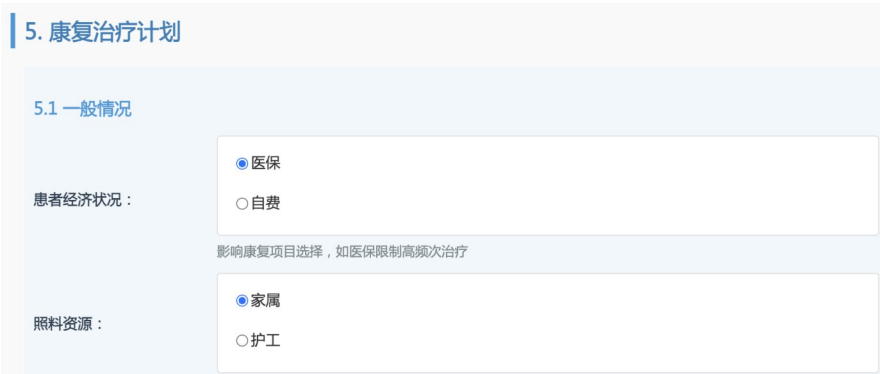 5. 康复治疗计划
5.1 一般情况
患者经济状况：
医保
自费
影响康复项目选择，如医保限制高频次治疗
照料资源：
家属
护工